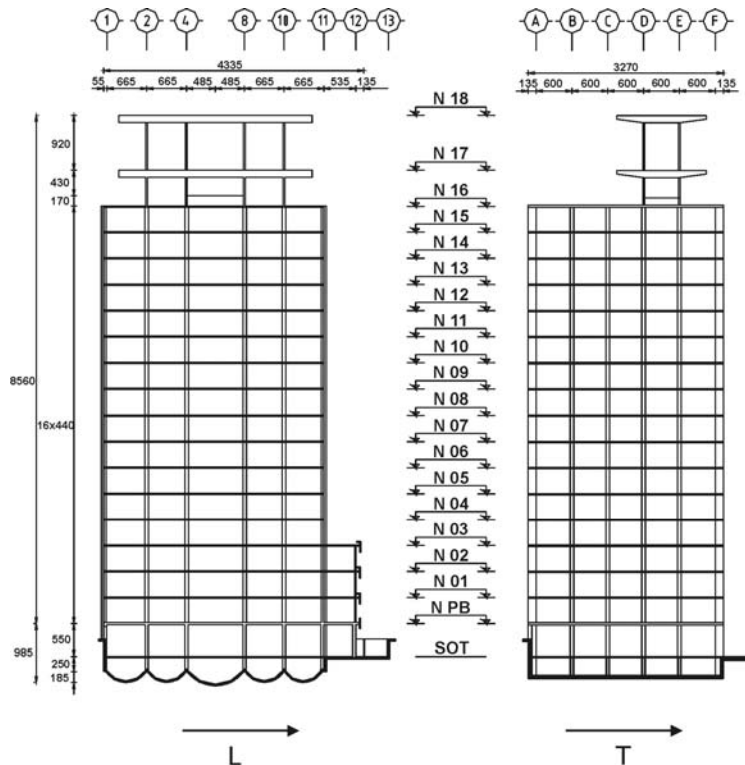 1 2 4 8 10 11 12 13
A B C D E F
4335
55 665 665 485 485 665 665 535 135
3270
135 600 600 600 600 600 135
N 18
920
N 17
430
N 16
170
N 15
N 14
N 13
N 12
N 11
N 10
N 09
8560
N 08
16x440
N 07
N 06
N 05
N 04
N 03
N 02
N 01
N PB
550
985
SOT
250
185
L
T